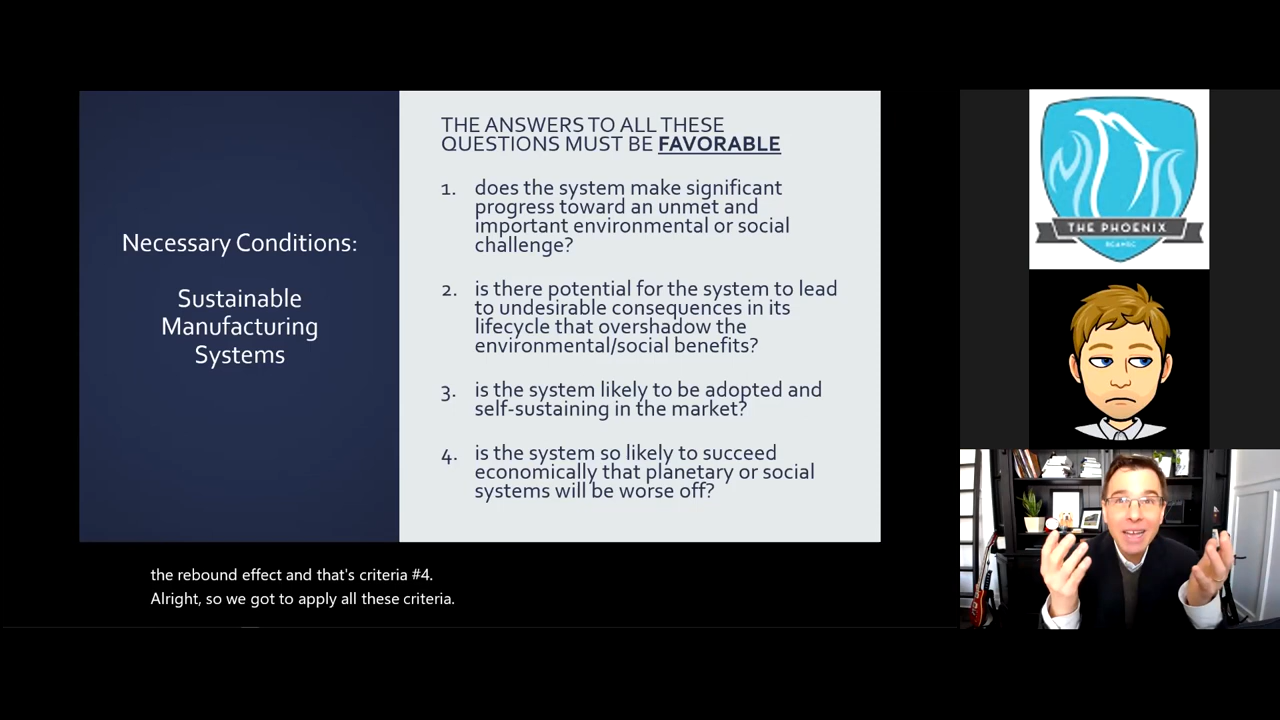 Necessary Conditions:
Sustainable
Manufacturing
Systems
THE ANSWERS TO ALL THESE
QUESTIONS MUST BE FAVORABLE
1. does the system make significant
progress toward an unmet and
important environmental or social
challenge?
2. is there potential for the system to lead
to undesirable consequences in its
lifecycle that overshadow the
environmental/social benefits?
3. is the system likely to be adopted and
self-sustaining in the market?
4. is the system so likely to succeed
economically that planetary or social
systems will be worse off?
the rebound effect and that's criteria #4.
Alright, so we got to apply all these criteria.
THE PHOENIX